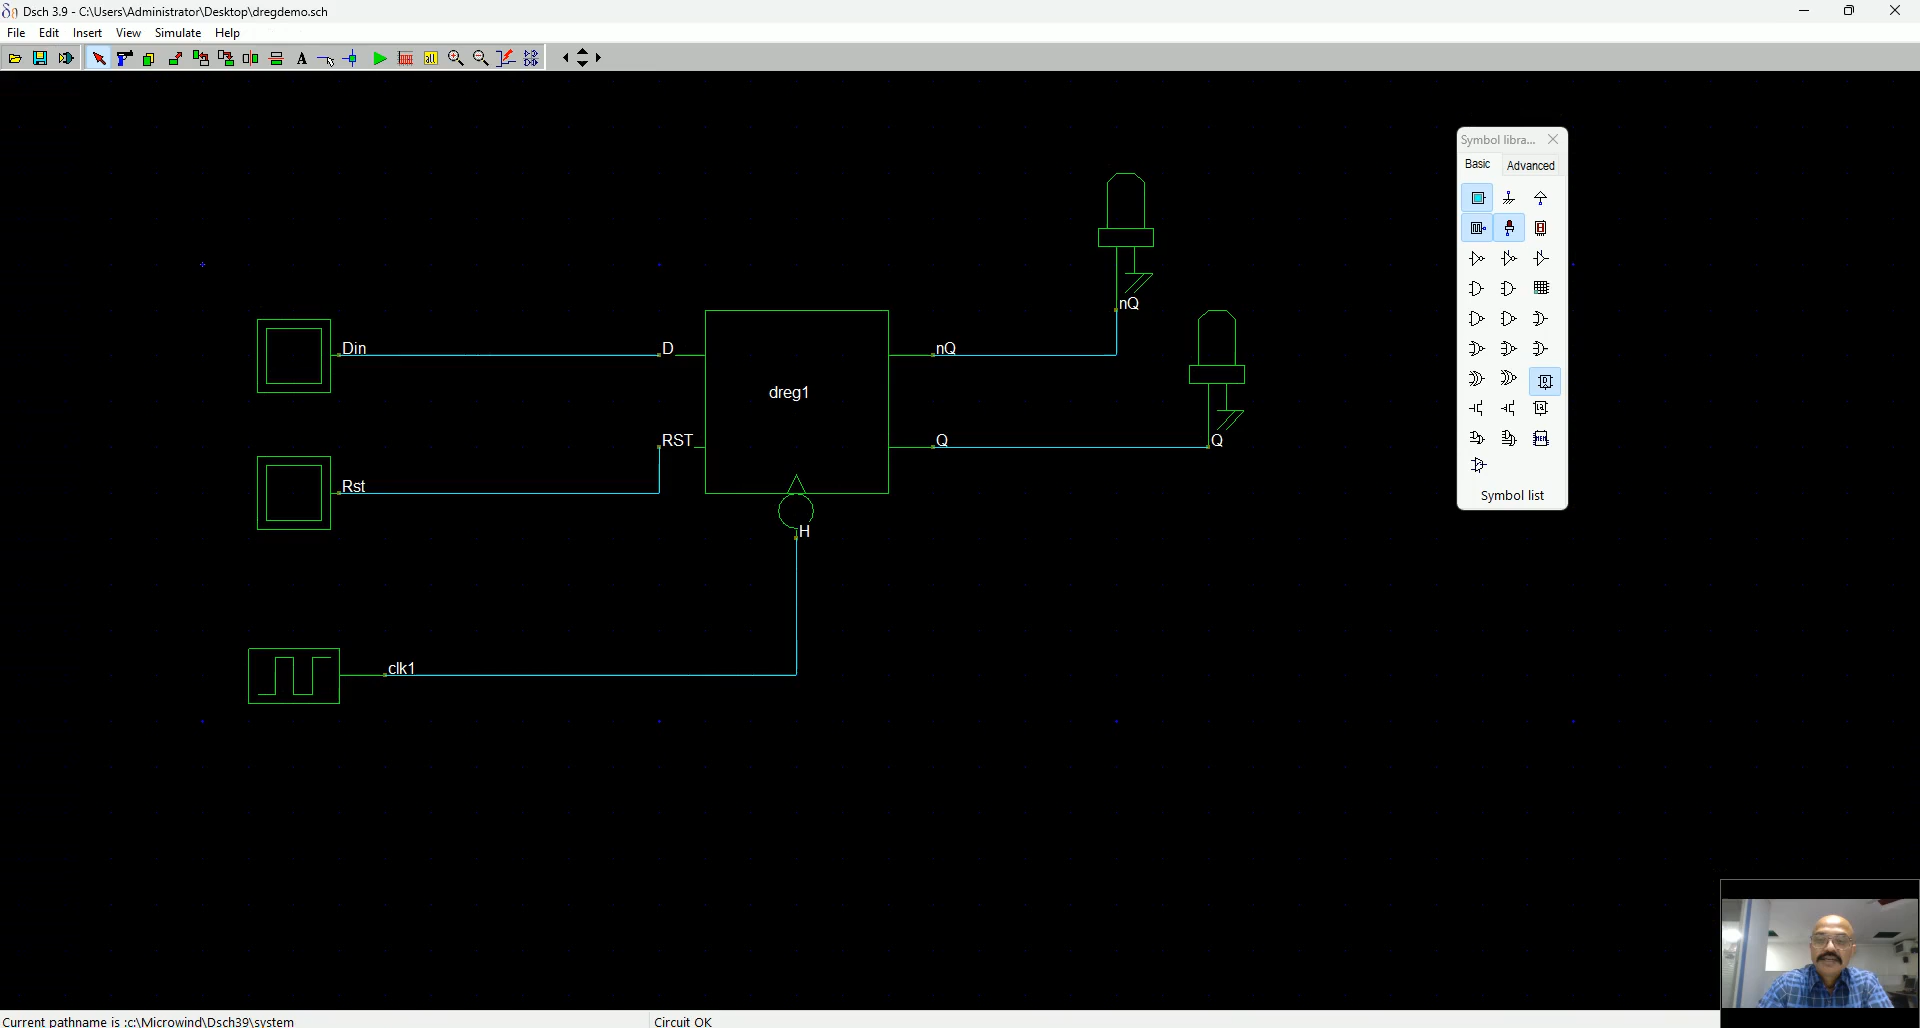 Dsch 3.9 - C:\Users\Administrator\Desktop\dregdemo.sch
File Edit Insert View Simulate Help
Symbol libra...
Basic Advanced
nQ
Din
D
nQ
dreg1
RST
Q
Q
Rst
H
Symbol list
clk1
Current pathname is :c:\Microwind\Dsch39\system
Circuit OK